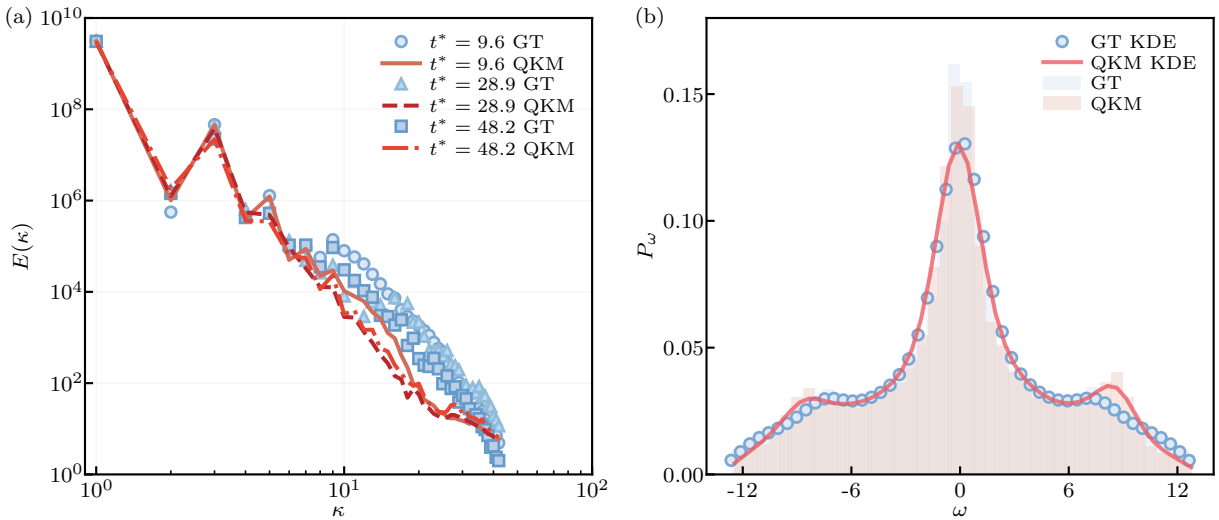 (a)
10^10
10^8
10^6
10^4
10^2
10^0
E(κ)
10^0
10^1
10^2
κ
t* = 9.6 GT
t* = 9.6 QKM
t* = 28.9 GT
t* = 28.9 QKM
t* = 48.2 GT
t* = 48.2 QKM
(b)
0.15
0.10
0.05
0.00
P_ω
-12
-6
0
6
12
ω
GT KDE
QKM KDE
GT
QKM